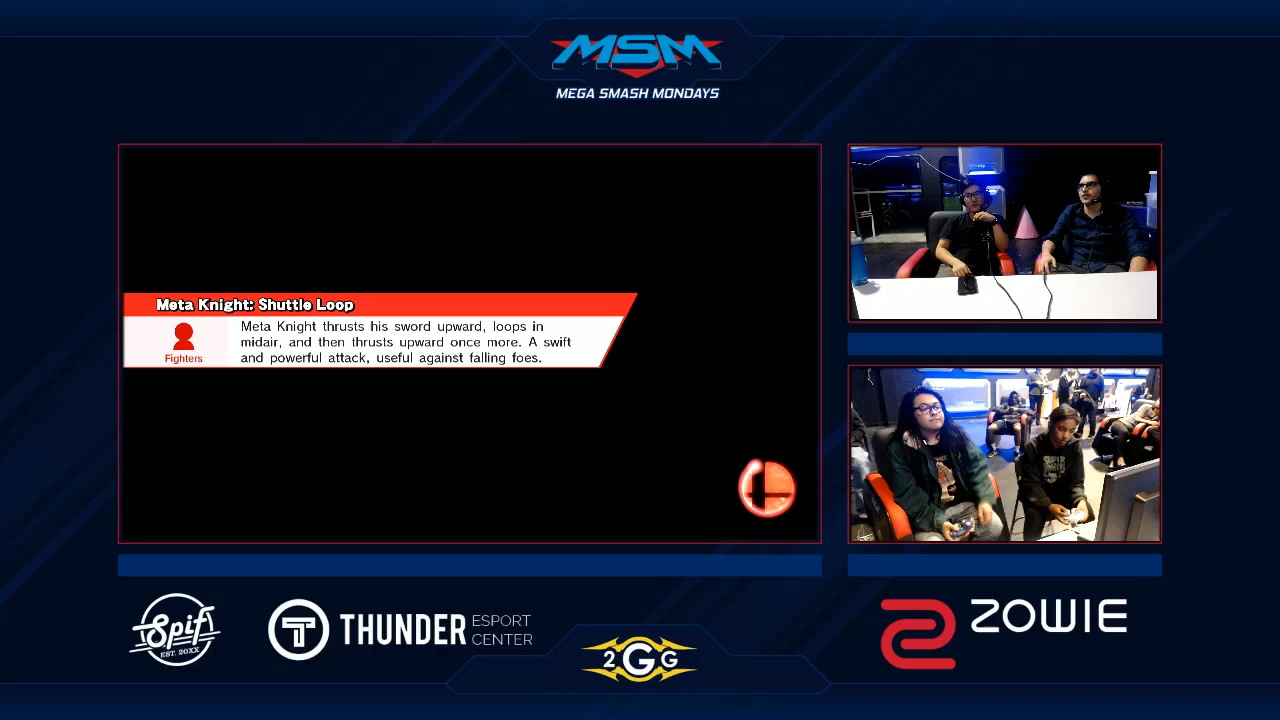 MSM
MEGA SMASH MONDAYS
Meta Knight: Shuttle Loop
Meta Knight thrusts his sword upward, loops in
midair, and then thrusts upward once more. A swift
and powerful attack, useful against falling foes.
Fighters
Spif
EST. 20XX
THUNDER ESPORT
CENTER
2GG
ZOWIE